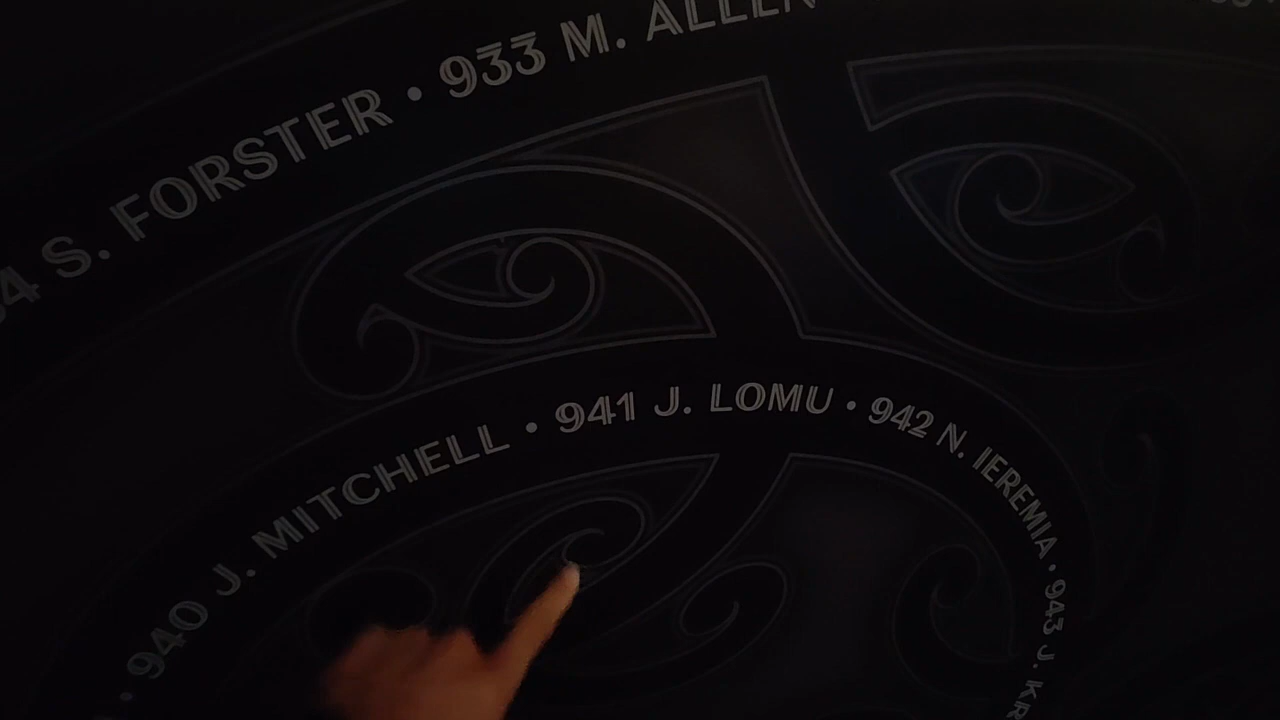 S. FORSTER • 933 M. ALLEN
• 940 J. MITCHELL • 941 J. LOMU • 942 N. IEREMIA • 943 J.